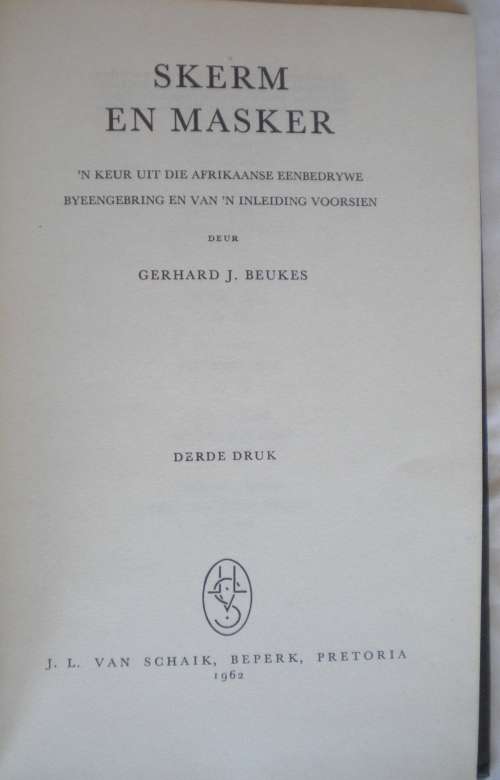 SKERM
EN MASKER
'N KEUR UIT DIE AFRIKAANSE EENBEDRYWE
BYEENGEBRING EN VAN 'N INLEIDING VOORSIEN
DEUR
GERHARD J. BEUKES
DERDE DRUK
J. L. VAN SCHAIK, BEPERK, PRETORIA
1962